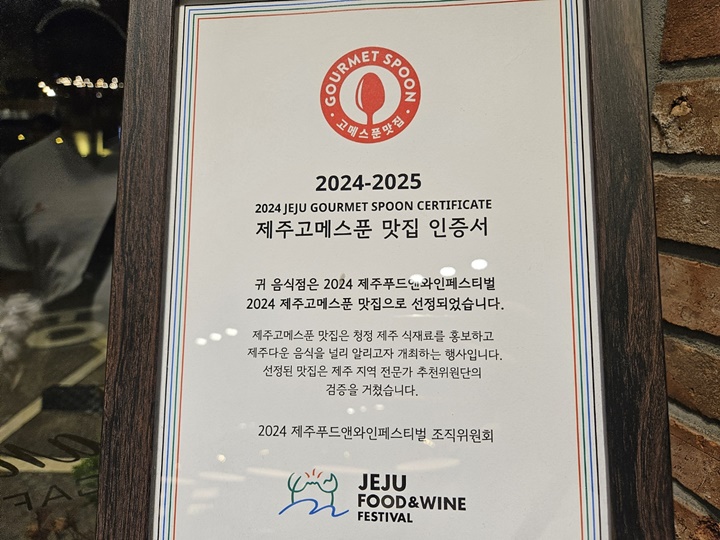 GOURMET SPOON
고메스푼맛집
2024-2025
2024 JEJU GOURMET SPOON CERTIFICATE
제주고메스푼 맛집 인증서
귀 음식점은 2024 제주푸드앤와인페스티벌
2024 제주고메스푼 맛집으로 선정되었습니다.
제주고메스푼 맛집은 청정 제주 식재료를 홍보하고
제주다운 음식을 널리 알리고자 개최하는 행사입니다.
선정된 맛집은 제주 지역 전문가 추천위원단의
검증을 거쳤습니다.
2024 제주푸드앤와인페스티벌 조직위원회
JEJU
FOOD&WINE
FESTIVAL